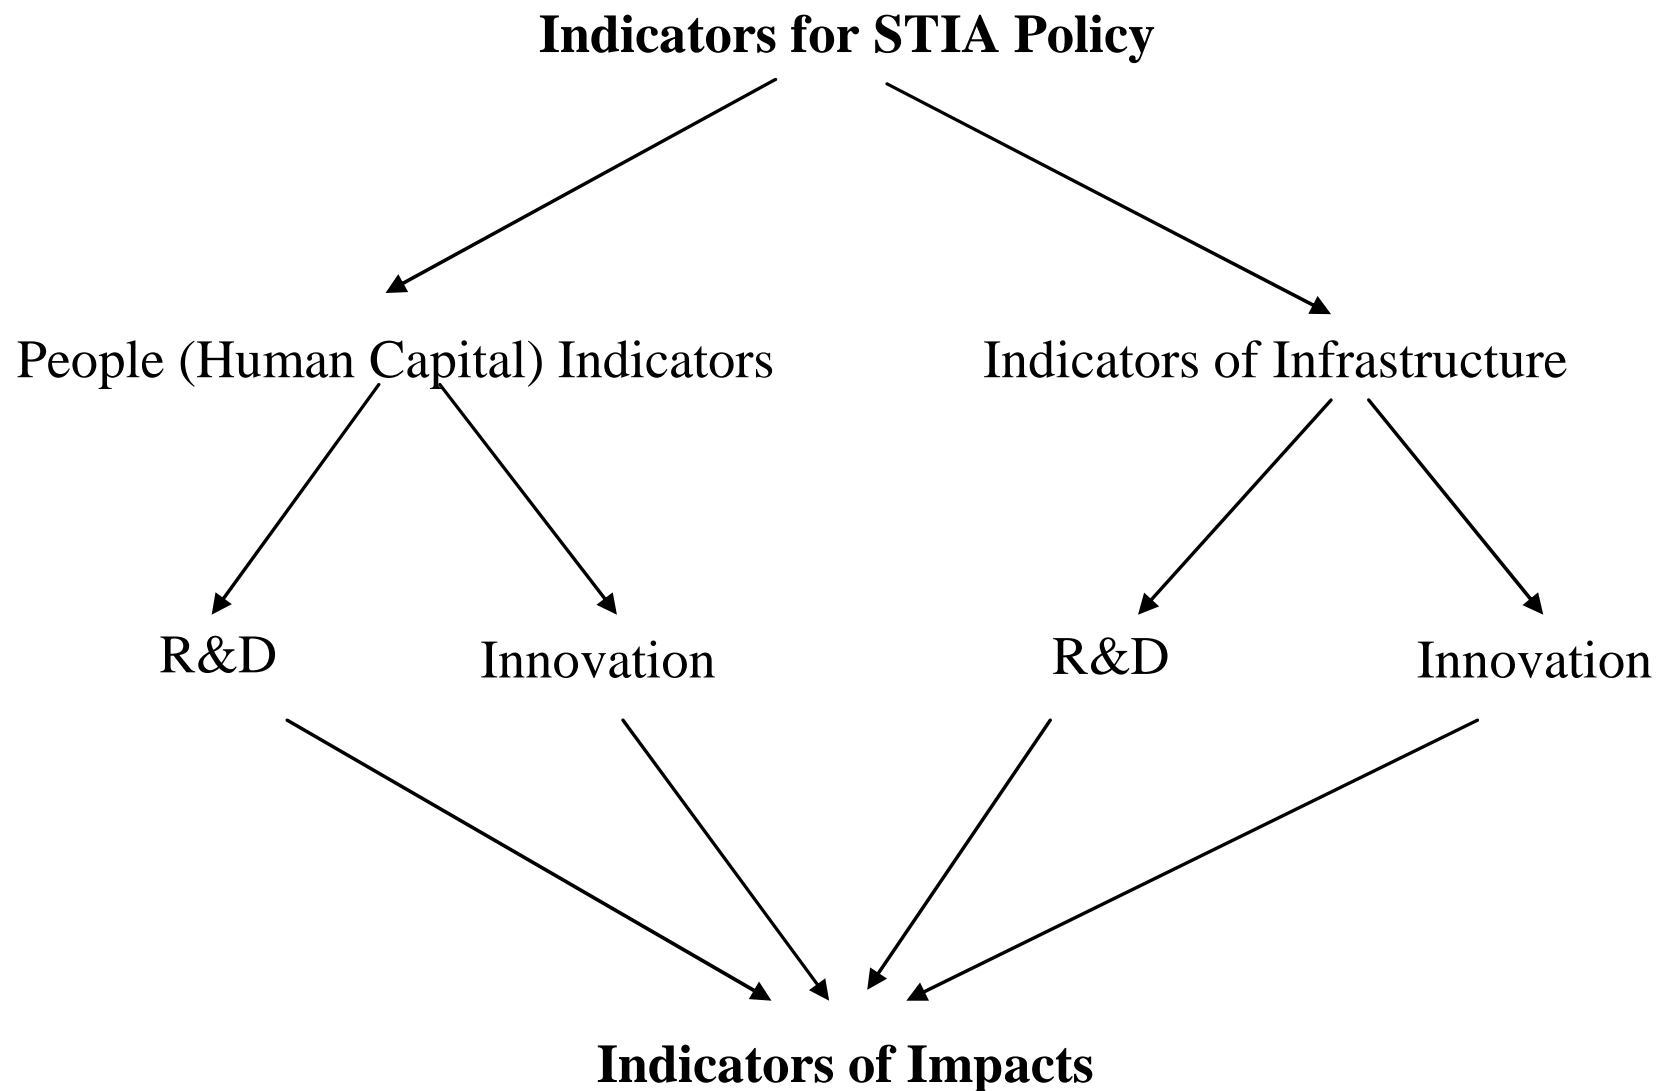 Indicators for STIA Policy
People (Human Capital) Indicators
Indicators of Infrastructure
R&D
Innovation
R&D
Innovation
Indicators of Impacts